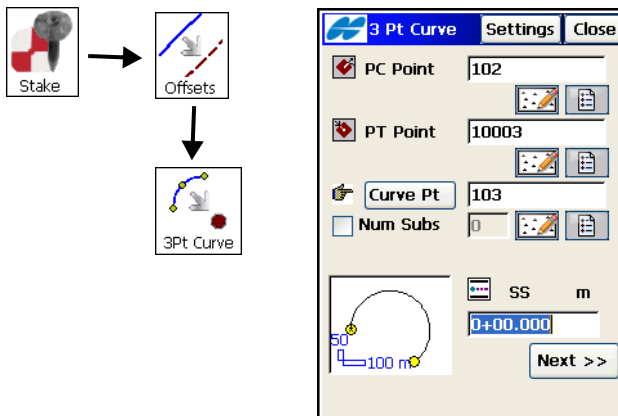 Stake
Offsets
3Pt Curve
3 Pt Curve Settings Close
PC Point 102
PT Point 10003
Curve Pt 103
Num Subs 0
SS m
0+00.000
50
100 m
Next >>